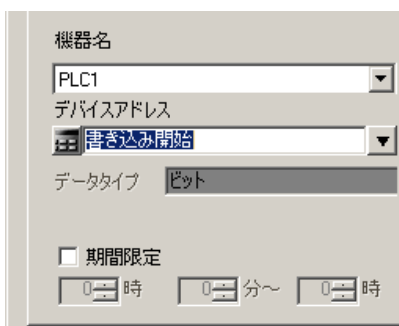 機器名
PLC1
デバイスアドレス
書き込み開始
データタイプ ビット
期間限定
0 時 0 分～ 0 時